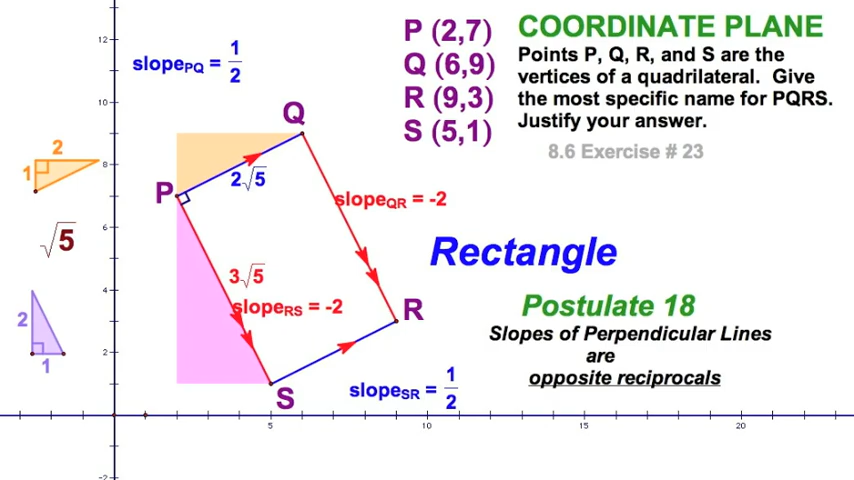 COORDINATE PLANE
Points P, Q, R, and S are the
vertices of a quadrilateral. Give
the most specific name for PQRS.
Justify your answer.
8.6 Exercise # 23
P (2,7)
Q (6,9)
R (9,3)
S (5,1)
slopePQ = 1/2
Q
P
2√5
slopeQR = -2
3√5
slopeRS = -2
R
S
slopeSR = 1/2
2
1
√5
2
1
Rectangle
Postulate 18
Slopes of Perpendicular Lines
are
opposite reciprocals
12
10
8
6
4
2
-2
5
10
15
20